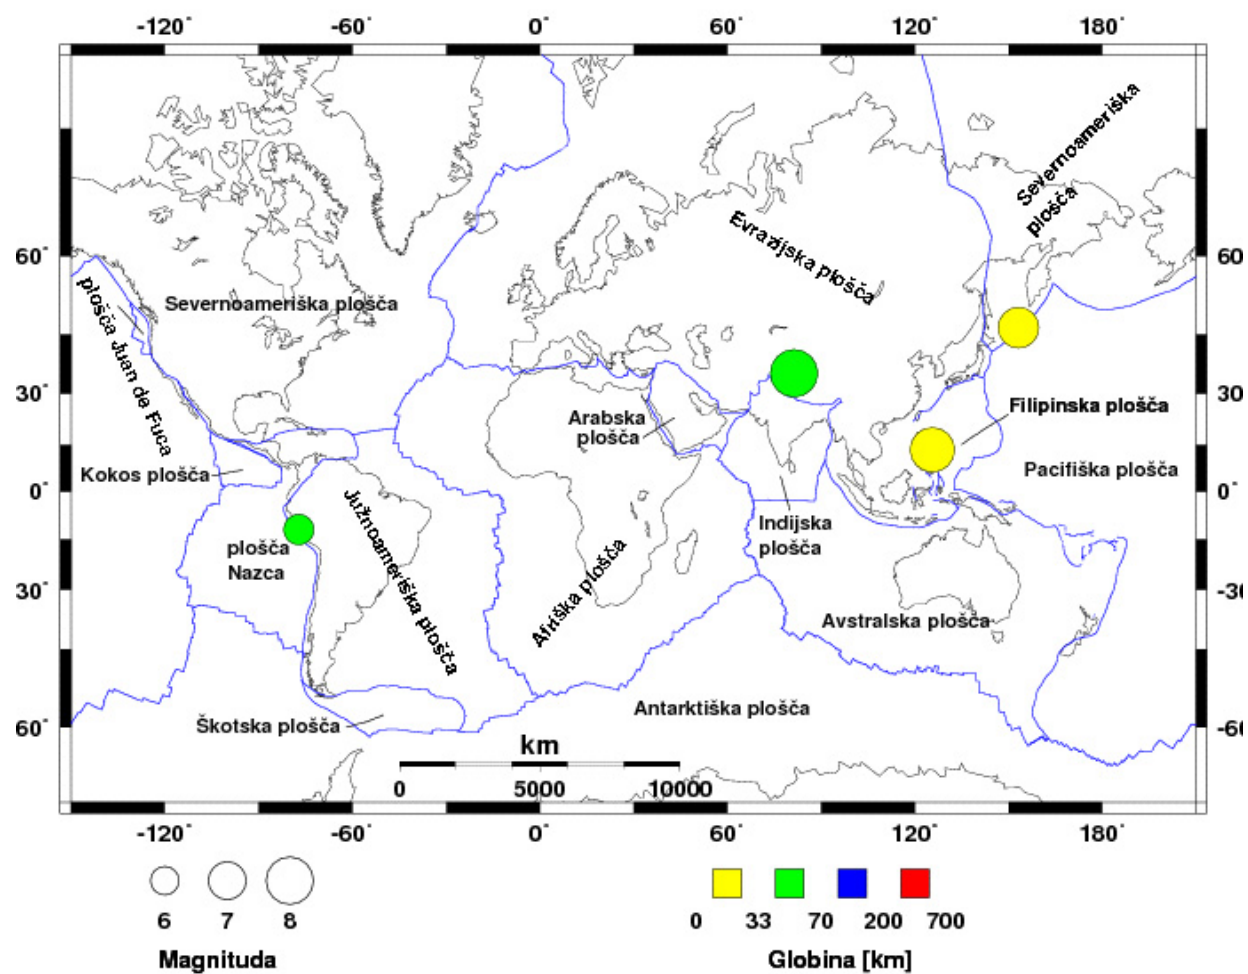 -120° -60° 0° 60° 120° 180°
Severnoameriška
plošča
Evrazijska plošča
60° 60
plošča Juan de Fuca
Severnoameriška plošča
30° 30
Filipinska plošča
Arabska
plošča
Kokos plošča
Pacifiška plošča
0° 0
Južnoameriška plošča
Indijska
plošča
plošča
Nazca
Afriška plošča
30° -30
Avstralska plošča
Antarktiška plošča
Škotska plošča
60° -60
km
0 5000 10000
-120° -60° 0° 60° 120° 180°
6 7 8
0 33 70 200 700
Magnituda
Globina [km]